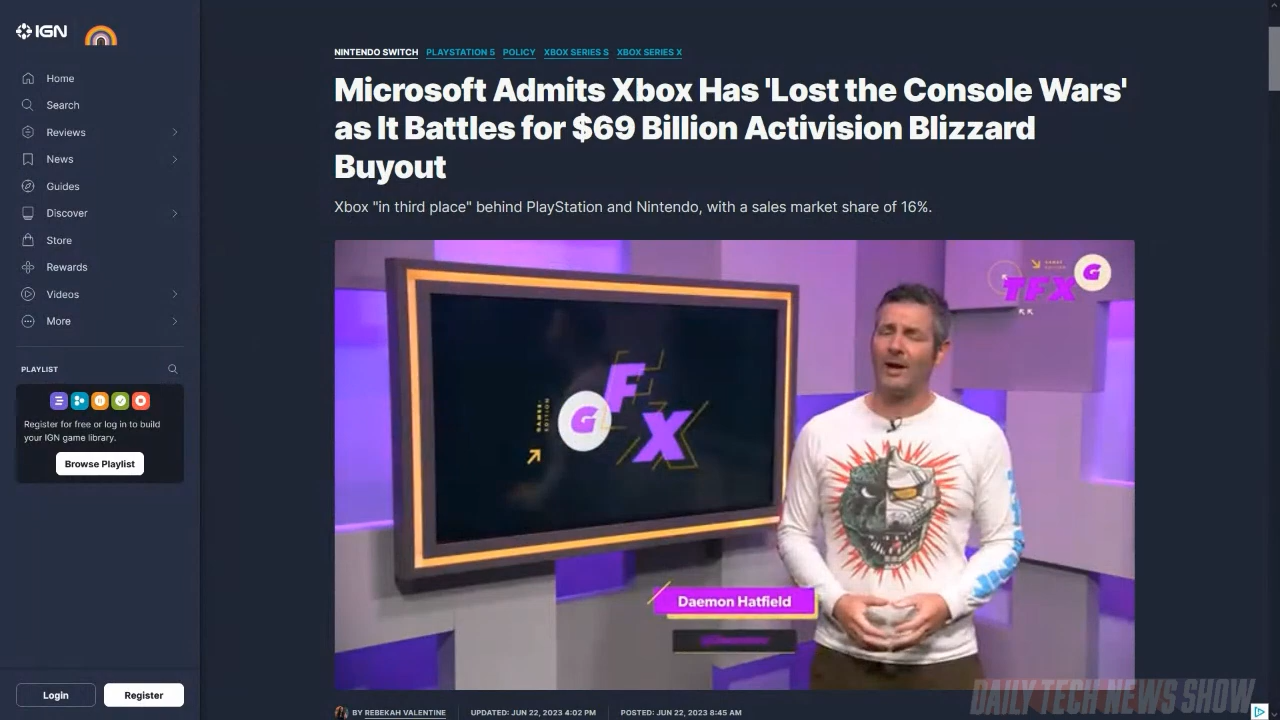 IGN
Home
Search
Reviews
News
Guides
Discover
Store
Rewards
Videos
More
PLAYLIST
Register for free or log in to build
your IGN game library.
Browse Playlist
Login
Register
NINTENDO SWITCH PLAYSTATION 5 POLICY XBOX SERIES S XBOX SERIES X
Microsoft Admits Xbox Has 'Lost the Console Wars'
as It Battles for $69 Billion Activision Blizzard
Buyout
Xbox "in third place" behind PlayStation and Nintendo, with a sales market share of 16%.
GAMES
EDITION
G
TFX
GAMES
EDITION
G
F
X
Daemon Hatfield
BY REBEKAH VALENTINE UPDATED: JUN 22, 2023 4:02 PM POSTED: JUN 22, 2023 8:45 AM
DAILY TECH NEWS SHOW